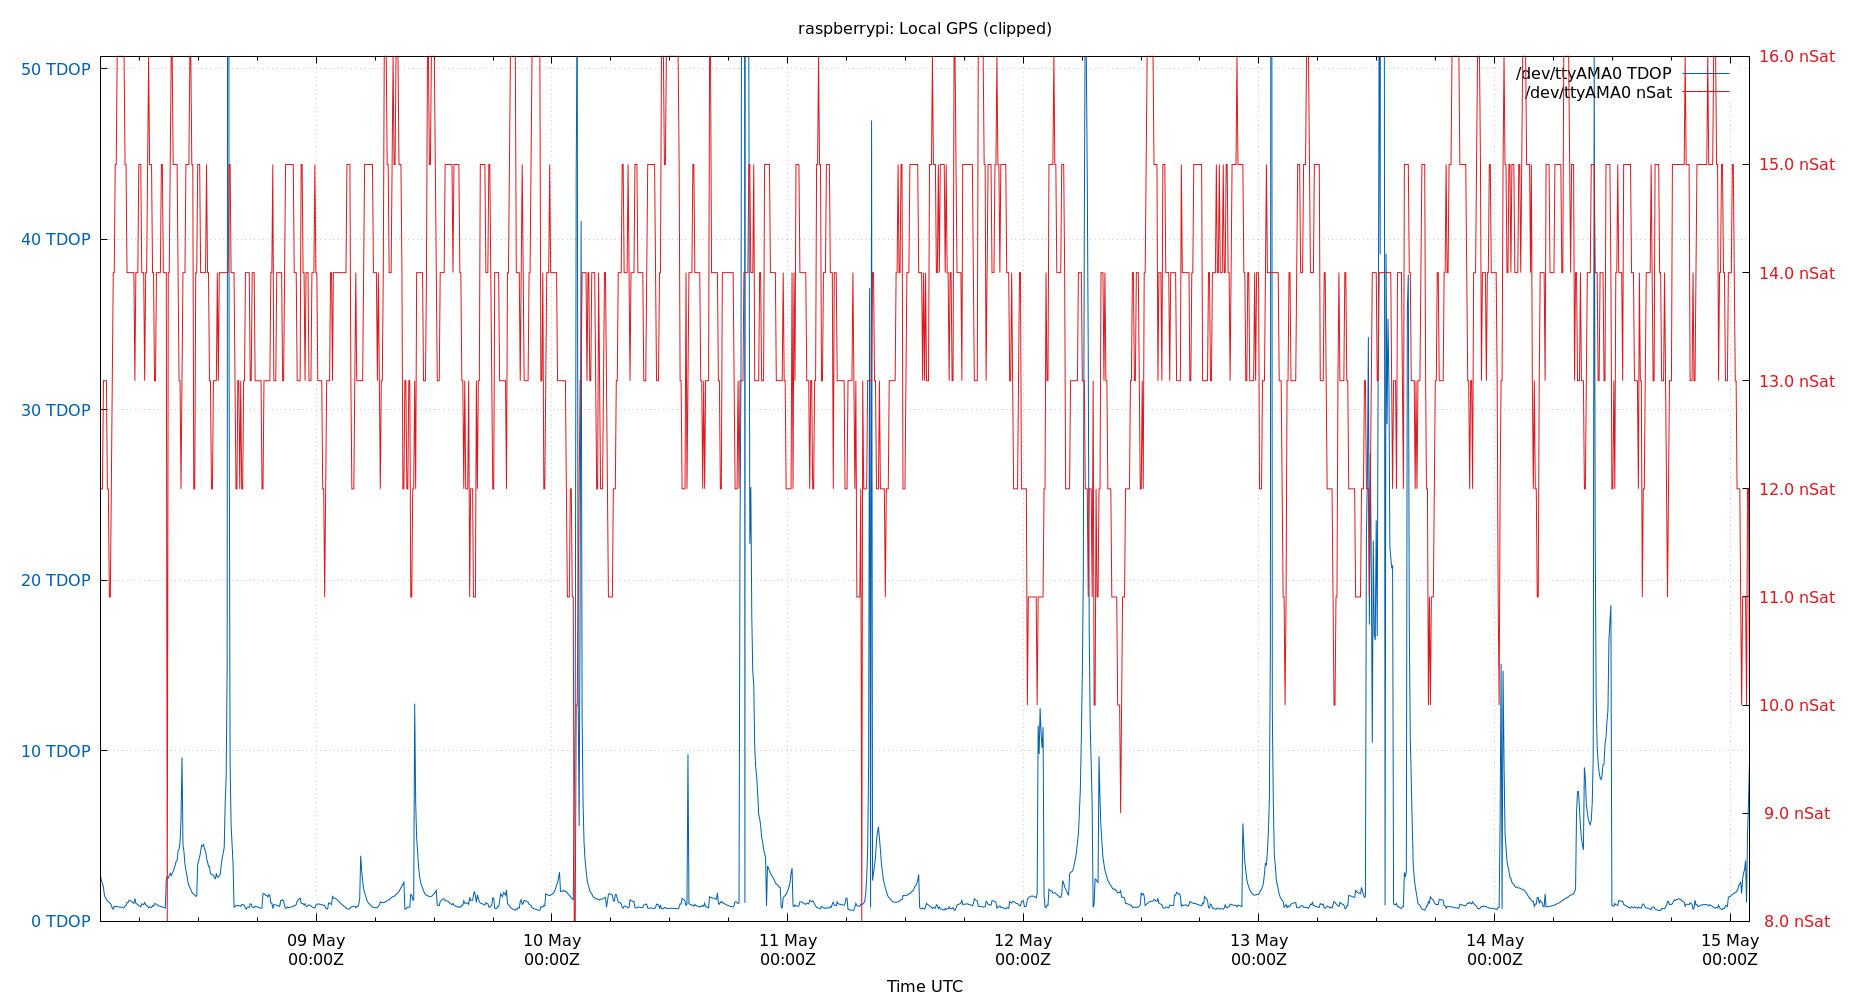 raspberrypi: Local GPS (clipped)
50 TDOP
40 TDOP
30 TDOP
20 TDOP
10 TDOP
0 TDOP
16.0 nSat
15.0 nSat
14.0 nSat
13.0 nSat
12.0 nSat
11.0 nSat
10.0 nSat
9.0 nSat
8.0 nSat
/dev/ttyAMA0 TDOP
/dev/ttyAMA0 nSat
09 May
00:00Z
10 May
00:00Z
11 May
00:00Z
12 May
00:00Z
13 May
00:00Z
14 May
00:00Z
15 May
00:00Z
Time UTC